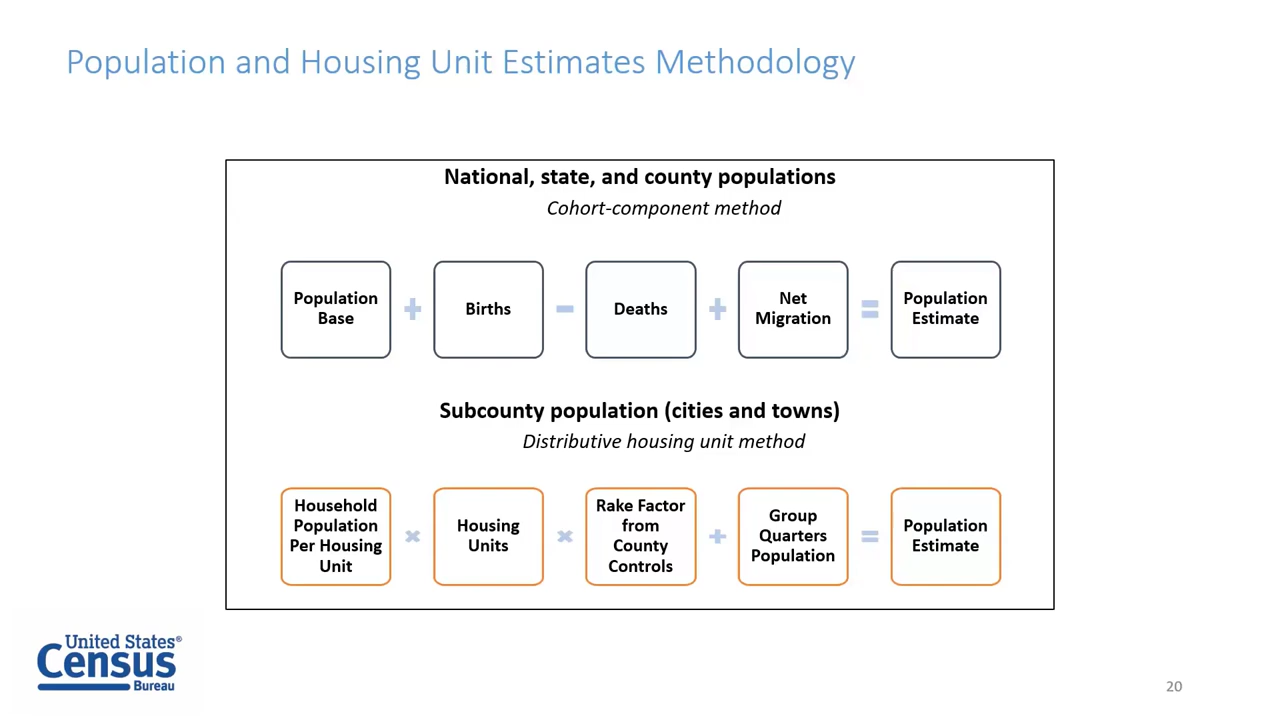 Population and Housing Unit Estimates Methodology
National, state, and county populations
Cohort-component method
Population
Base
+
Births
−
Deaths
+
Net
Migration
=
Population
Estimate
Subcounty population (cities and towns)
Distributive housing unit method
Household
Population
Per Housing
Unit
×
Housing
Units
×
Rake Factor
from
County
Controls
+
Group
Quarters
Population
=
Population
Estimate
United States®
Census
Bureau
20